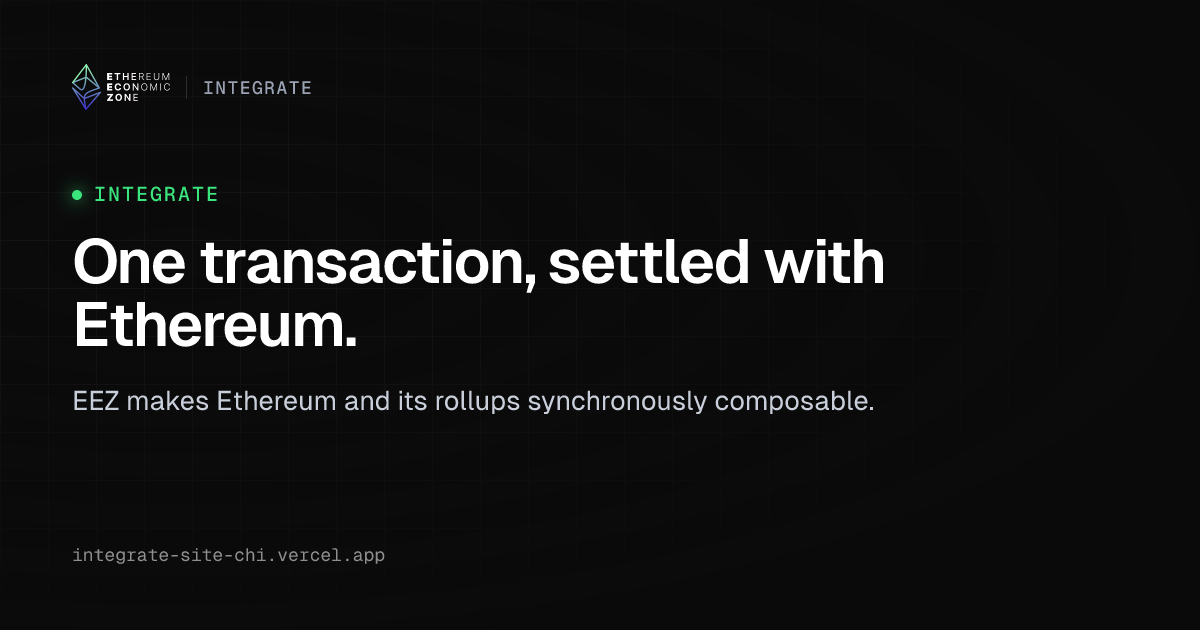 ETHEREUM
ECONOMIC
ZONE
INTEGRATE
INTEGRATE
One transaction, settled with
Ethereum.
EEZ makes Ethereum and its rollups synchronously composable.
integrate-site-chi.vercel.app